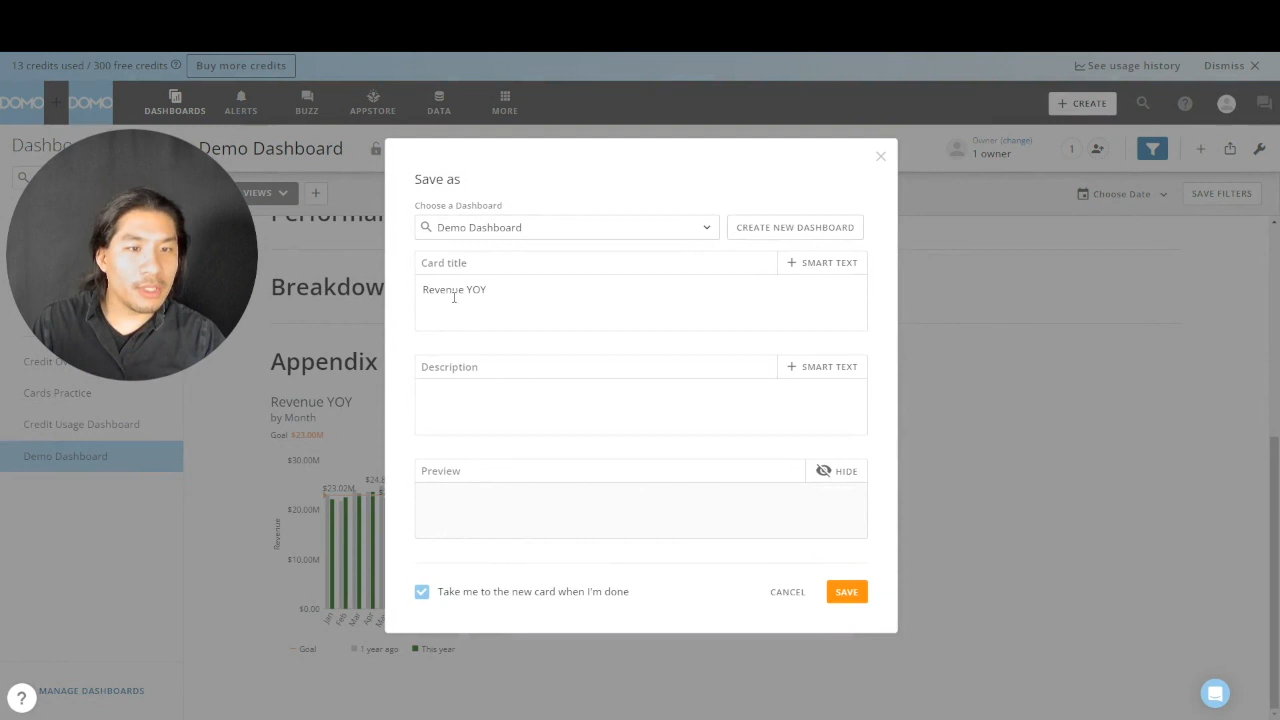 13 credits used / 300 free credits
Buy more credits
See usage history
Dismiss
DOMO + DOMO
DASHBOARDS
ALERTS
BUZZ
APPSTORE
DATA
MORE
+ CREATE
Dashbo
Demo Dashboard
Owner (change)
1 owner
1
VIEWS
Choose Date
SAVE FILTERS
Performa
Breakdow
Appendix
Credit U
Cards Practice
Credit Usage Dashboard
Demo Dashboard
MANAGE DASHBOARDS
Revenue YOY
by Month
Goal $23.00M
$30.00M
$23.02M
$24.8
$20.00M
Revenue
$10.00M
$0.00
Jan
Feb
Mar
Apr
Goal
1 year ago
This year
Save as
Choose a Dashboard
Demo Dashboard
CREATE NEW DASHBOARD
Card title
+ SMART TEXT
Revenue YOY
Description
+ SMART TEXT
Preview
HIDE
Take me to the new card when I'm done
CANCEL
SAVE